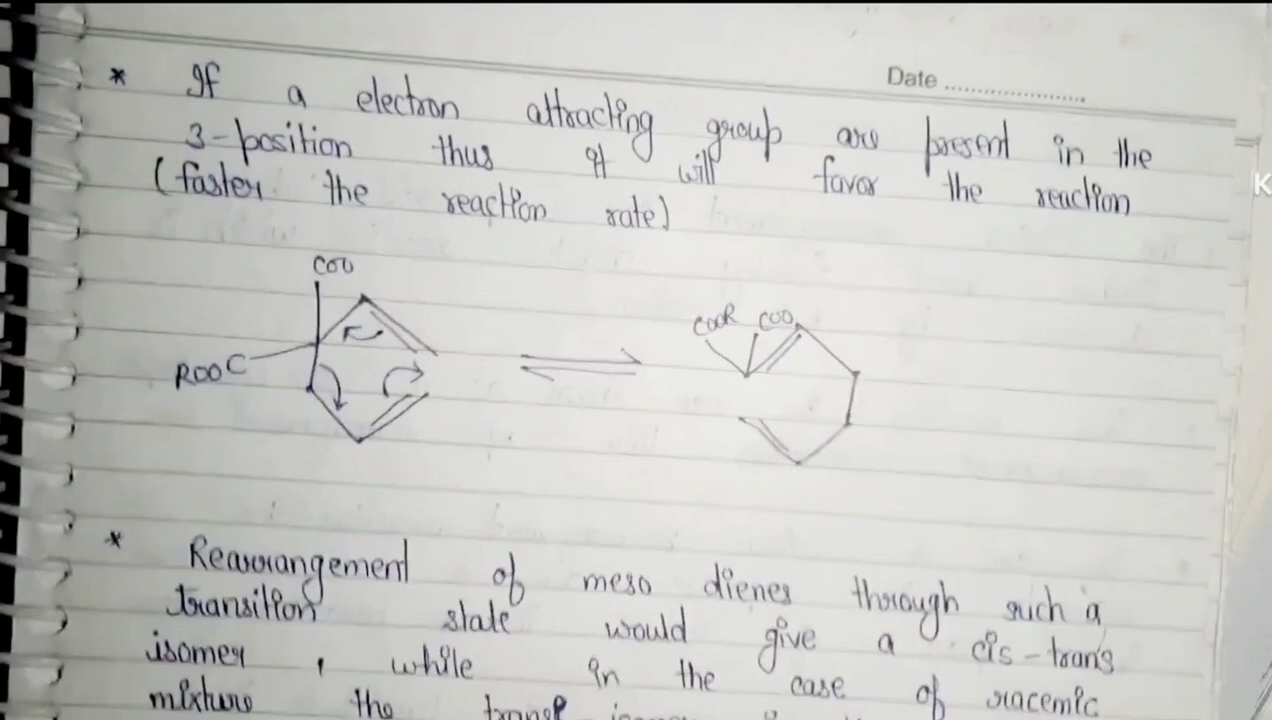 Date ....................
* If a electron attracting group are present in the
3-position thus it will favor the reaction
(faster the reaction rate)
COO
ROOC
COOR COO
* Rearrangement of meso dienes through such a
transition state would give a cis-trans
isomer, while in the case of racemic
mixture the
K